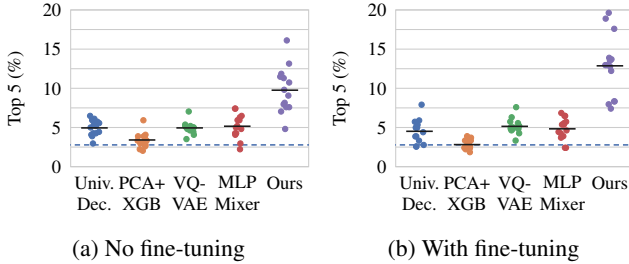 20
15
10
5
0
Top 5 (%)
Univ. PCA+ VQ- MLP Ours
Dec. XGB VAE Mixer
(a) No fine-tuning
20
15
10
5
0
Top 5 (%)
Univ. PCA+ VQ- MLP Ours
Dec. XGB VAE Mixer
(b) With fine-tuning